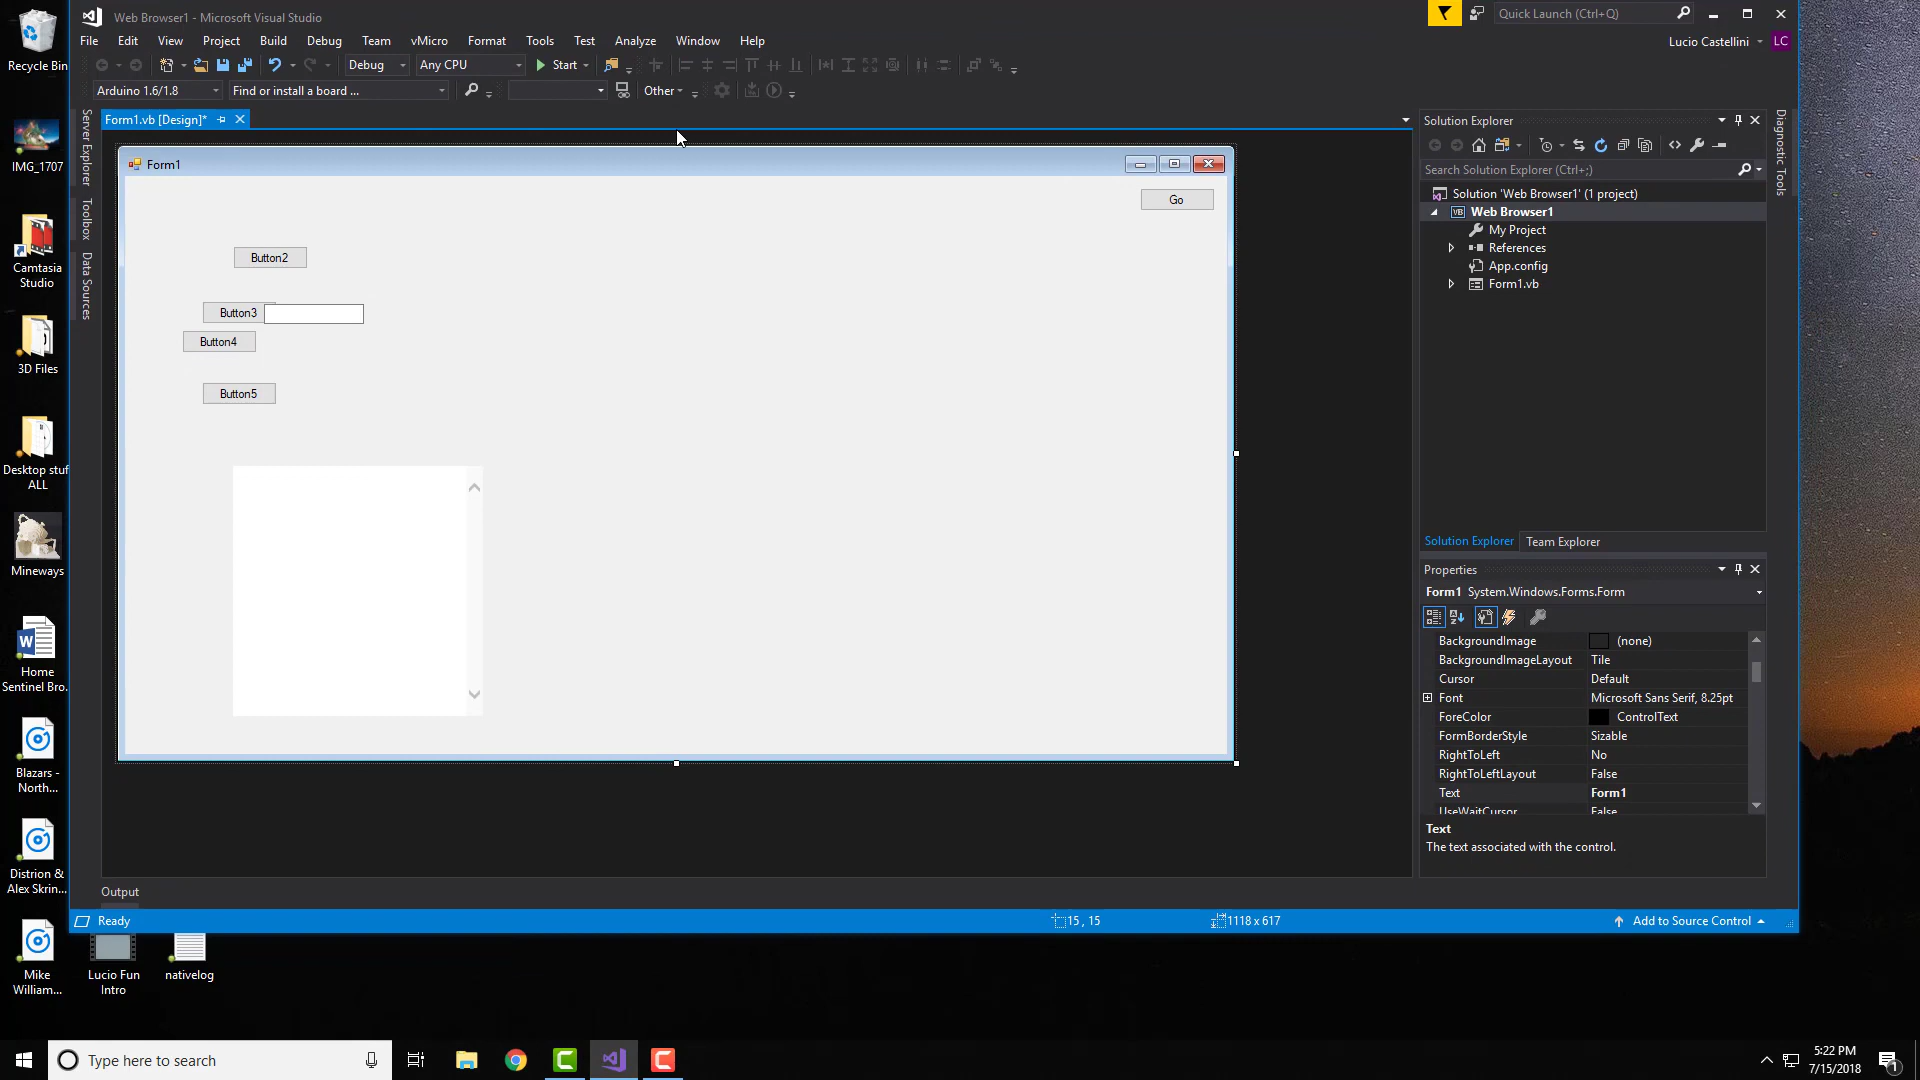 Recycle Bin
IMG_1707
Camtasia
Studio
3D Files
Desktop stuf
ALL
Mineways
Home
Sentinel Bro...
Blazars -
North...
Distrion &
Alex Skrin...
Mike
William...
Lucio Fun
Intro
nativelog
Web Browser1 - Microsoft Visual Studio
Quick Launch (Ctrl+Q)
File Edit View Project Build Debug Team vMicro Format Tools Test Analyze Window Help
Lucio Castellini LC
Debug Any CPU Start
Arduino 1.6/1.8 Find or install a board ... Other
Server Explorer
Toolbox
Data Sources
Form1.vb [Design]*
Form1
Go
Button2
Button3
Button4
Button5
Solution Explorer
Search Solution Explorer (Ctrl+;)
Solution 'Web Browser1' (1 project)
VB Web Browser1
My Project
References
App.config
Form1.vb
Solution Explorer Team Explorer
Diagnostic Tools
Properties
Form1 System.Windows.Forms.Form
BackgroundImage (none)
BackgroundImageLayout Tile
Cursor Default
Font Microsoft Sans Serif, 8.25pt
ForeColor ControlText
FormBorderStyle Sizable
RightToLeft No
RightToLeftLayout False
Text Form1
UseWaitCursor False
Text
The text associated with the control.
Output
Ready 15 , 15 1118 x 617 Add to Source Control
Type here to search
5:22 PM
7/15/2018
1